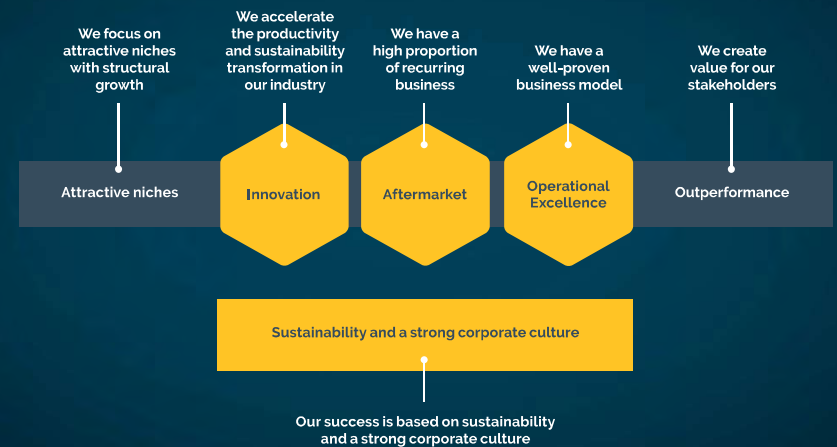 We focus on
attractive niches
with structural
growth
We accelerate
the productivity
and sustainability
transformation in
our industry
We have a
high proportion
of recurring
business
We have a
well-proven
business model
We create
value for our
stakeholders
Attractive niches
Innovation
Aftermarket
Operational
Excellence
Outperformance
Sustainability and a strong corporate culture
Our success is based on sustainability
and a strong corporate culture